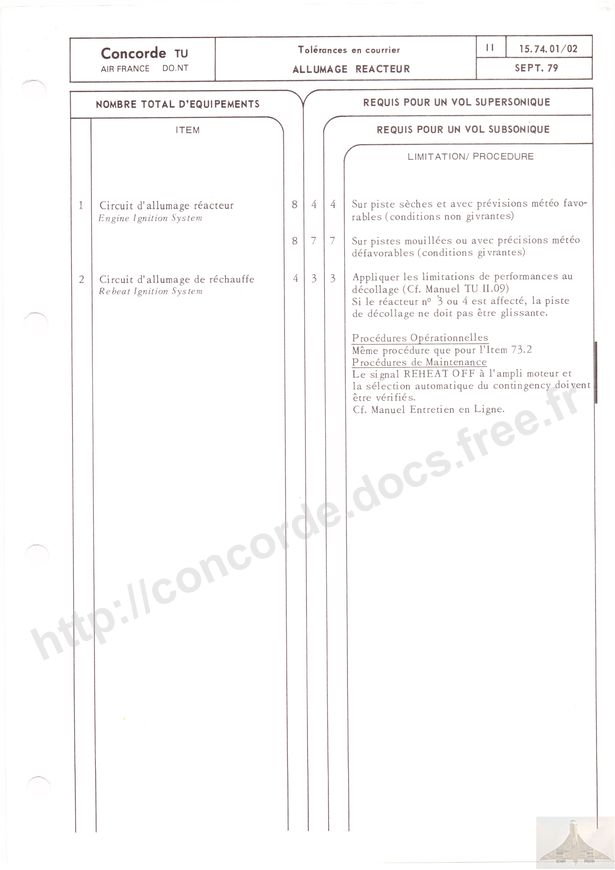 Concorde TU
AIR FRANCE DO.NT
Tolérances en courrier
ALLUMAGE REACTEUR
11
15.74.01/02
SEPT. 79
NOMBRE TOTAL D'EQUIPEMENTS
REQUIS POUR UN VOL SUPERSONIQUE
REQUIS POUR UN VOL SUBSONIQUE
ITEM
LIMITATION/ PROCEDURE
1 Circuit d'allumage réacteur 8 4 4 Sur piste sèches et avec prévisions météo favo-
Engine Ignition System rables (conditions non givrantes)
8 7 7 Sur pistes mouillées ou avec précisions météo
défavorables (conditions givrantes)
2 Circuit d'allumage de réchauffe 4 3 3 Appliquer les limitations de performances au
Reheat Ignition System décollage (Cf. Manuel TU II.09)
Si le réacteur n° 3 ou 4 est affecté, la piste
de décollage ne doit pas être glissante.
Procédures Opérationnelles
Même procédure que pour l'Item 73.2
Procédures de Maintenance
Le signal REHEAT OFF à l'ampli moteur et
la sélection automatique du contingency doivent
être vérifiés.
Cf. Manuel Entretien en Ligne.
http://concorde.docs.free.fr